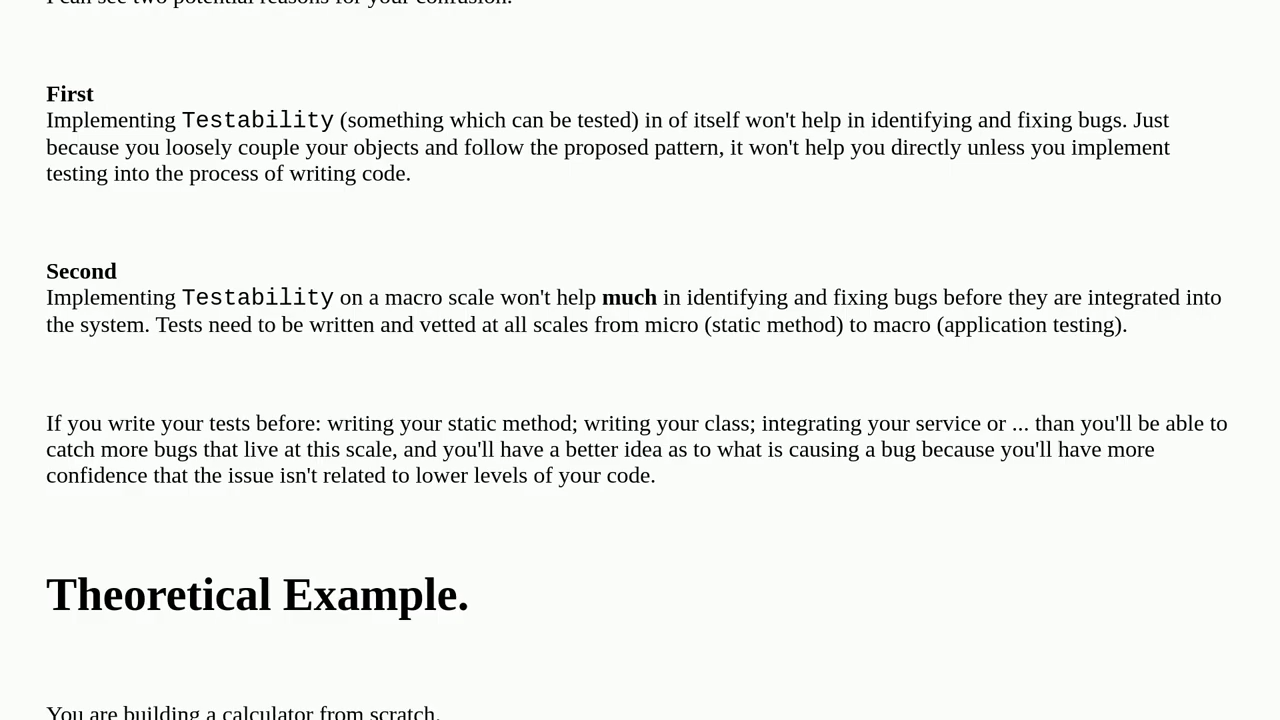 I can see two potential reasons for your confusion.
First
Implementing Testability (something which can be tested) in of itself won't help in identifying and fixing bugs. Just
because you loosely couple your objects and follow the proposed pattern, it won't help you directly unless you implement
testing into the process of writing code.
Second
Implementing Testability on a macro scale won't help much in identifying and fixing bugs before they are integrated into
the system. Tests need to be written and vetted at all scales from micro (static method) to macro (application testing).
If you write your tests before: writing your static method; writing your class; integrating your service or ... than you'll be able to
catch more bugs that live at this scale, and you'll have a better idea as to what is causing a bug because you'll have more
confidence that the issue isn't related to lower levels of your code.
Theoretical Example.
You are building a calculator from scratch.